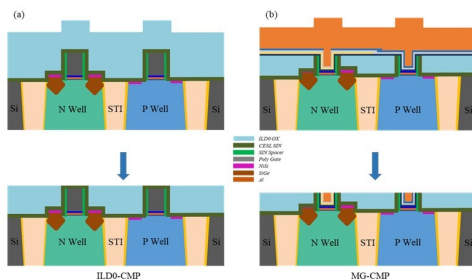 (a)
(b)
Si
N Well
STI
P Well
Si
Si
N Well
STI
P Well
Si
ILD0-OX
CESL SIN
SIN Spacer
Poly Gate
NiSi
SiGe
Al
Si
N Well
STI
P Well
Si
Si
N Well
STI
P Well
Si
ILD0-CMP
MG-CMP